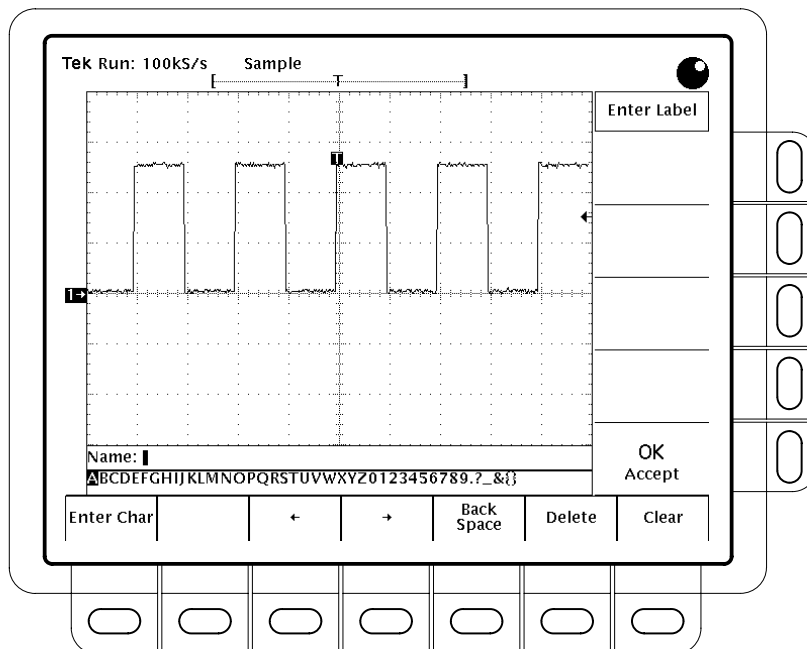 Tek Run: 100kS/s Sample
[ T ]
Enter Label
T
1→
Name:
ABCDEFGHIJKLMNOPQRSTUVWXYZ0123456789.?_&{}
OK
Accept
Enter Char
←
→
Back
Space
Delete
Clear